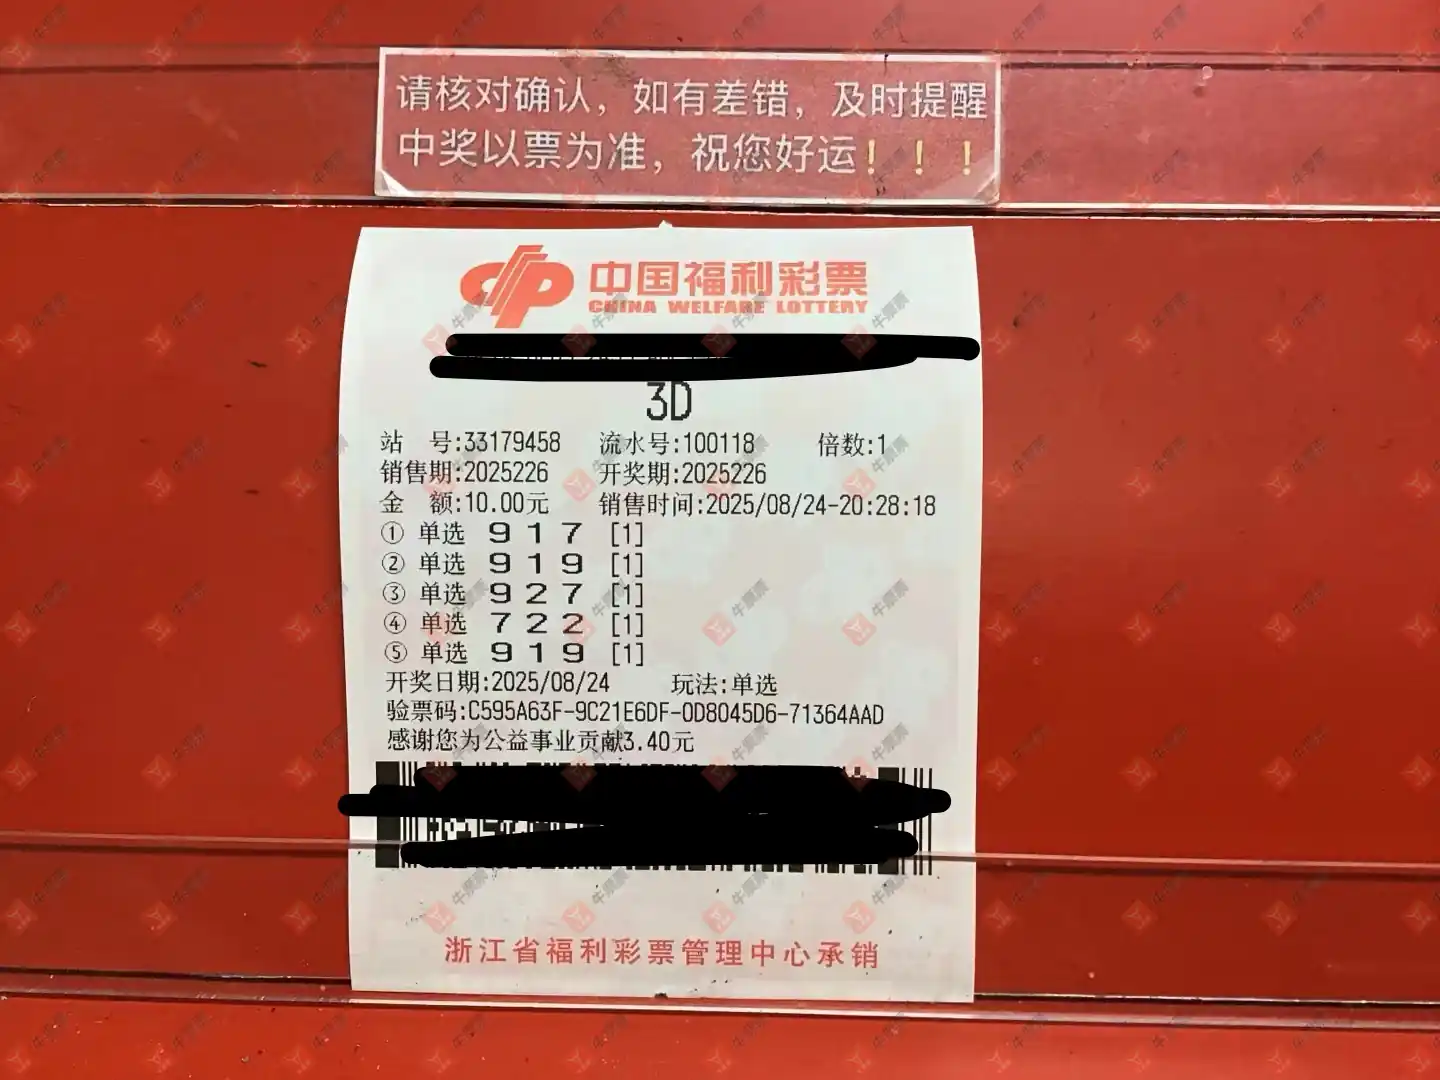 请核对确认，如有差错，及时提醒
中奖以票为准，祝您好运！！！
中国福利彩票
CHINA WELFARE LOTTERY
3D
站 号:33179458 流水号:100118 倍数:1
销售期:2025226 开奖期:2025226
金 额:10.00元 销售时间:2025/08/24-20:28:18
① 单选 9 1 7 [1]
② 单选 9 1 9 [1]
③ 单选 9 2 7 [1]
④ 单选 7 2 2 [1]
⑤ 单选 9 1 9 [1]
开奖日期:2025/08/24 玩法:单选
验票码:C595A63F-9C21E6DF-0D8045D6-71364AAD
感谢您为公益事业贡献3.40元
浙江省福利彩票管理中心承销
牛票票